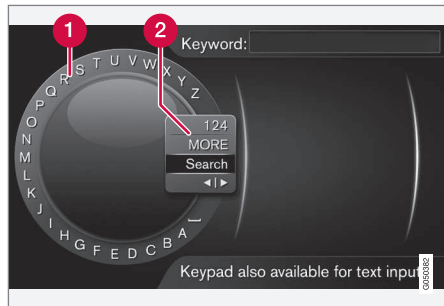 1
2
Keyword:
A B C D E F G H I J K L M N O P Q R S T U V W X Y Z
124
MORE
Search
◄|►
Keypad also available for text input
G050382